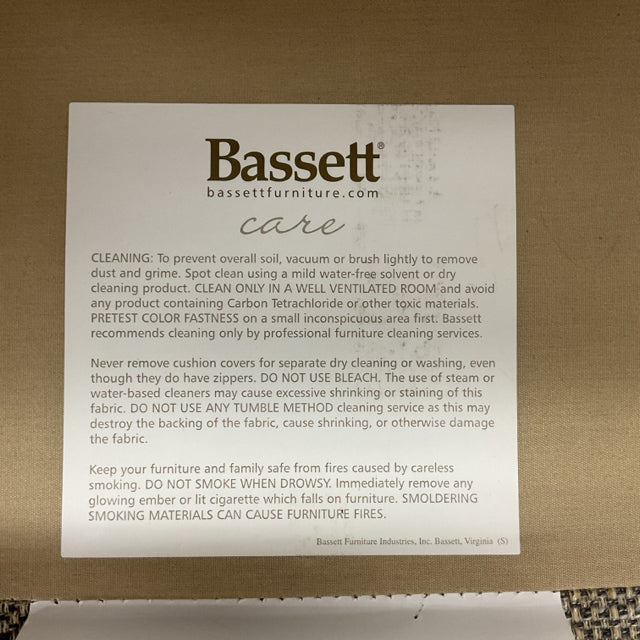 Bassett®
bassettfurniture.com
care
CLEANING: To prevent overall soil, vacuum or brush lightly to remove
dust and grime. Spot clean using a mild water-free solvent or dry
cleaning product. CLEAN ONLY IN A WELL VENTILATED ROOM and avoid
any product containing Carbon Tetrachloride or other toxic materials.
PRETEST COLOR FASTNESS on a small inconspicuous area first. Bassett
recommends cleaning only by professional furniture cleaning services.
Never remove cushion covers for separate dry cleaning or washing, even
though they do have zippers. DO NOT USE BLEACH. The use of steam or
water-based cleaners may cause excessive shrinking or staining of this
fabric. DO NOT USE ANY TUMBLE METHOD cleaning service as this may
destroy the backing of the fabric, cause shrinking, or otherwise damage
the fabric.
Keep your furniture and family safe from fires caused by careless
smoking. DO NOT SMOKE WHEN DROWSY. Immediately remove any
glowing ember or lit cigarette which falls on furniture. SMOLDERING
SMOKING MATERIALS CAN CAUSE FURNITURE FIRES.
Bassett Furniture Industries, Inc. Bassett, Virginia (S)